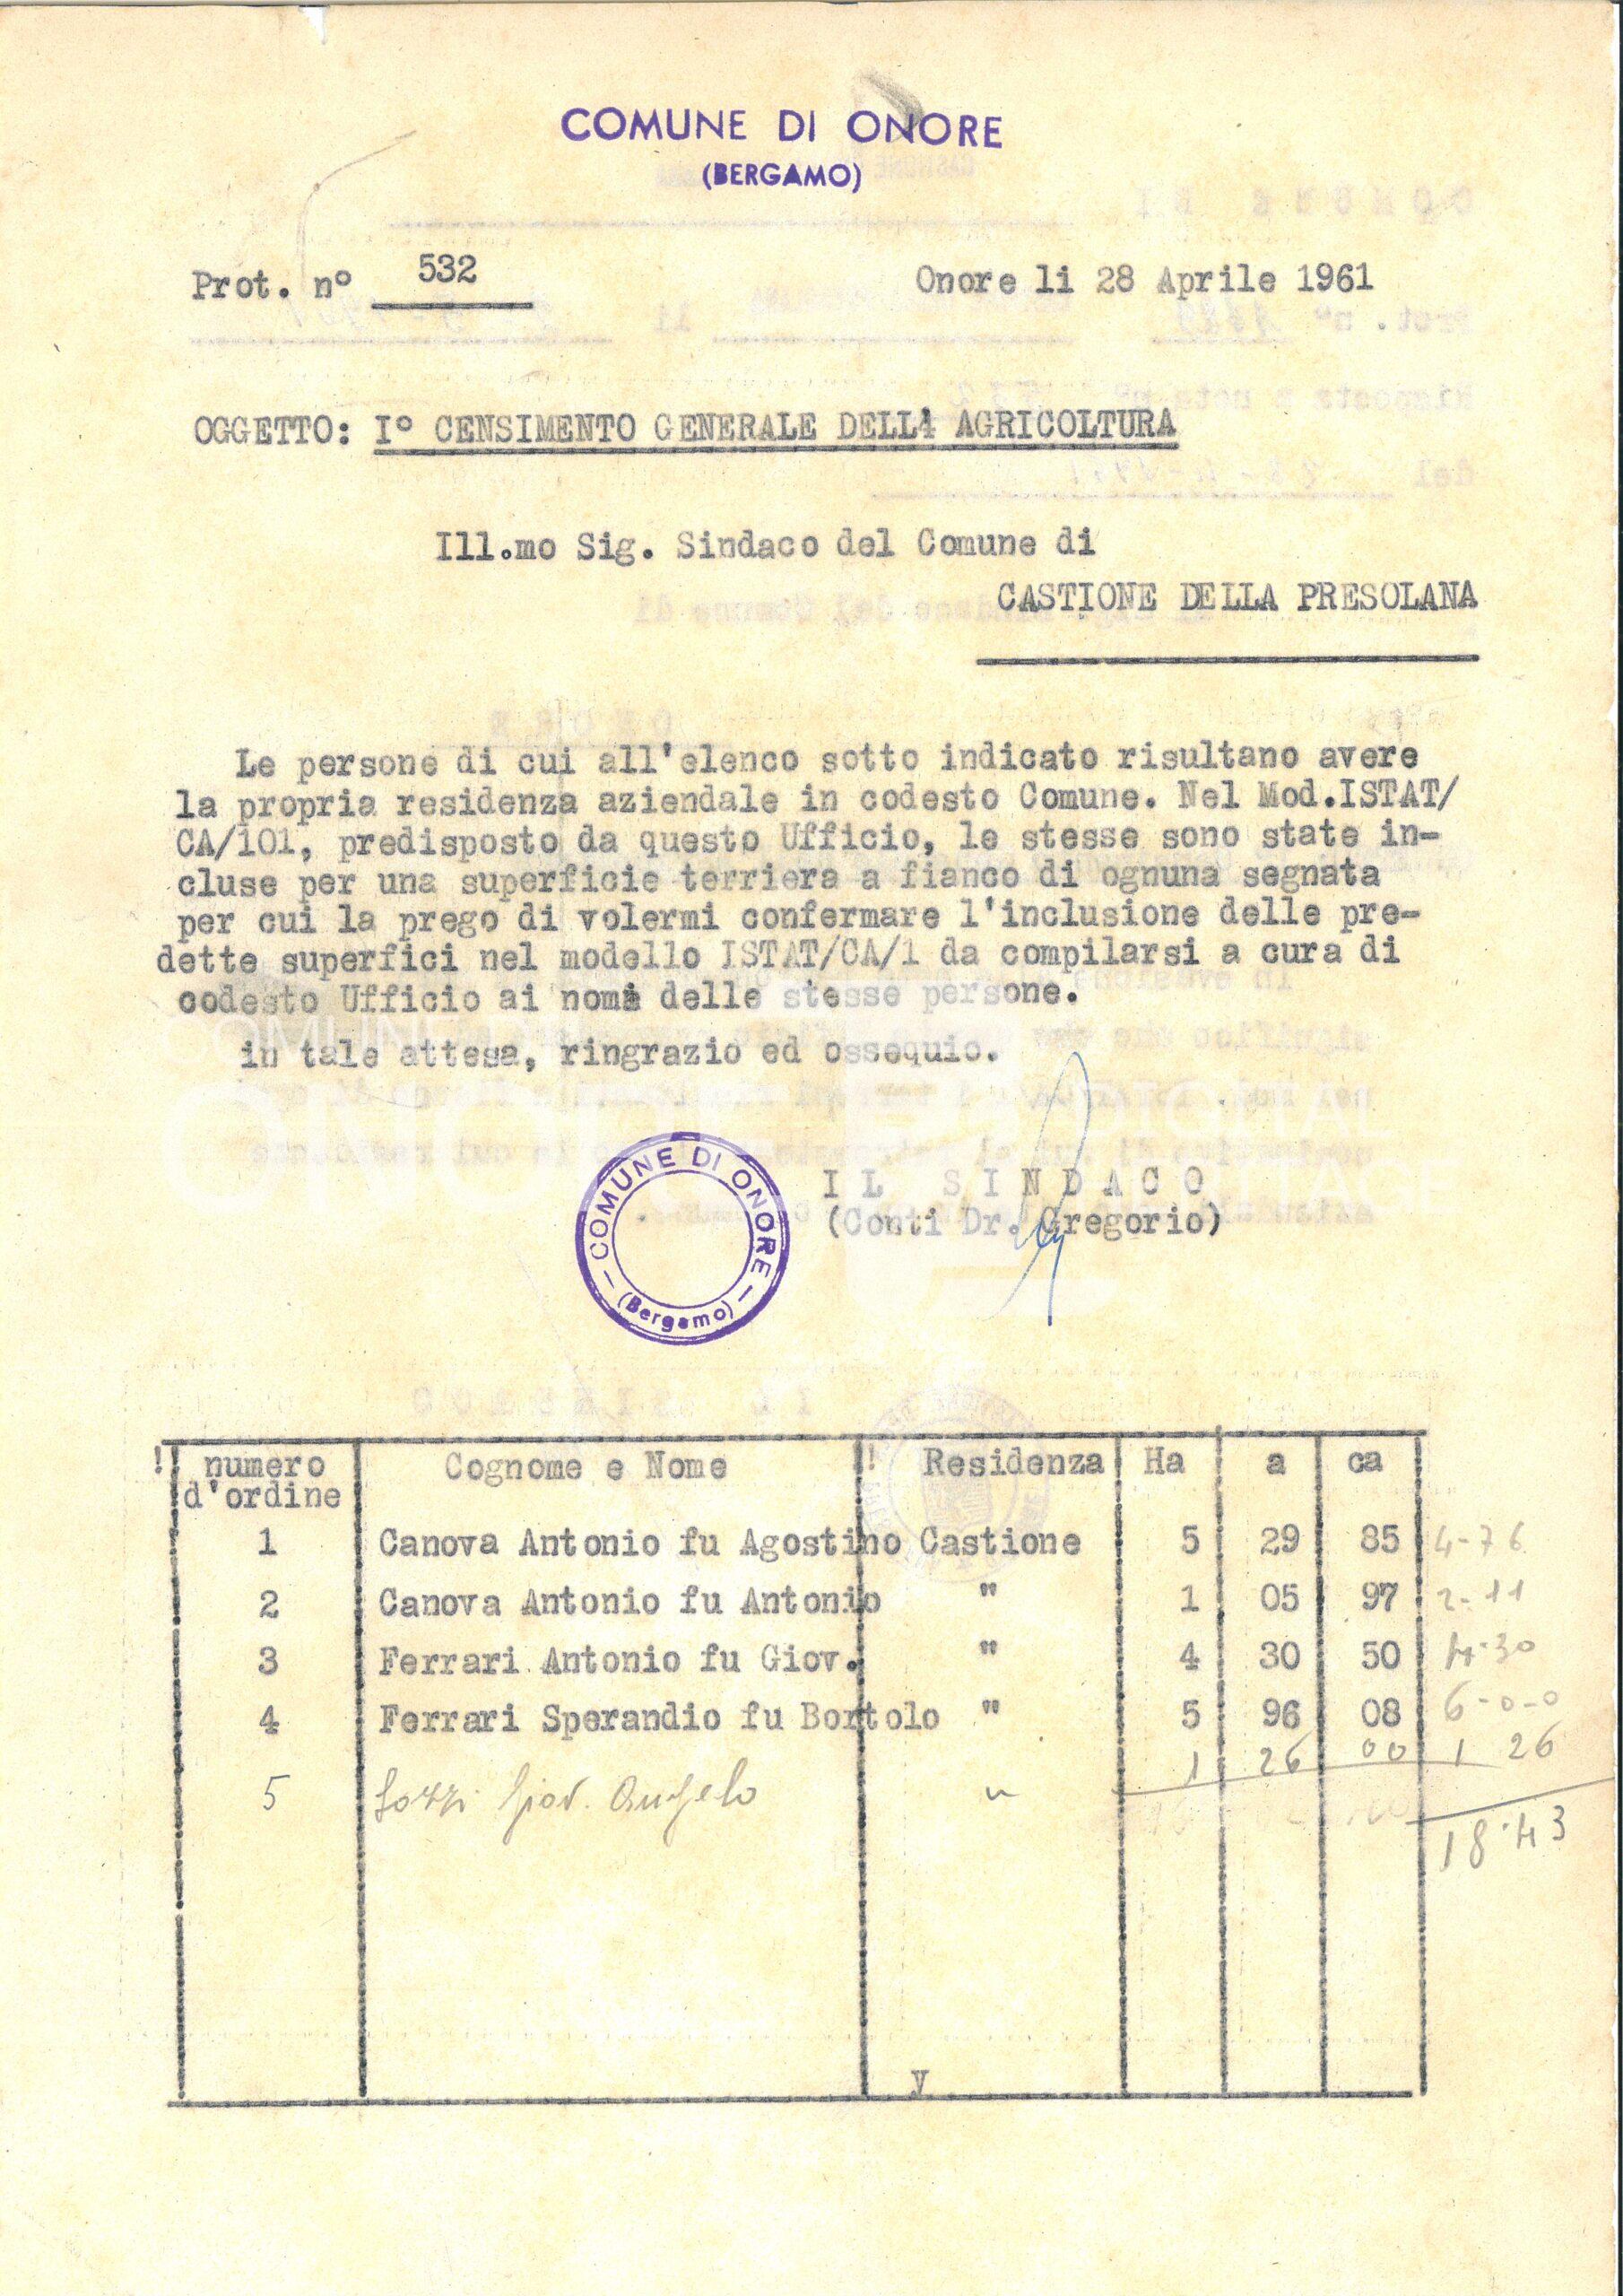 COMUNE DI ONORE
(BERGAMO)
Prot. n° 532
Onore li 28 Aprile 1961
OGGETTO: I° CENSIMENTO GENERALE DELL' AGRICOLTURA
Ill.mo Sig. Sindaco del Comune di
CASTIONE DELLA PRESOLANA
Le persone di cui all'elenco sotto indicato risultano avere
la propria residenza aziendale in codesto Comune. Nel Mod.ISTAT/
CA/101, predisposto da questo Ufficio, le stesse sono state in-
cluse per una superficie terriera a fianco di ognuna segnata
per cui la prego di volermi confermare l'inclusione delle pre-
dette superfici nel modello ISTAT/CA/1 da compilarsi a cura di
codesto Ufficio ai nomi delle stesse persone.
in tale attesa, ringrazio ed ossequio.
COMUNE DI ONORE
(Bergamo)
IL SINDACO
(Conti Dr. Gregorio)
numero d'ordine Cognome e Nome Residenza Ha a ca
1 Canova Antonio fu Agostino Castione 5 29 85 4-76
2 Canova Antonio fu Antonio " 1 05 97 2-11
3 Ferrari Antonio fu Giov. " 4 30 50 4.30
4 Ferrari Sperandio fu Bortolo " 5 96 08 6-0-0
5 Giov. Angelo " 1 26 00 1 26
18.43